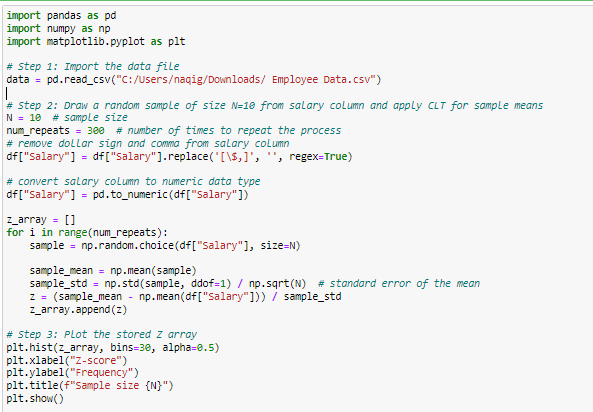 import pandas as pd
import numpy as np
import matplotlib.pyplot as plt
# Step 1: Import the data file
data = pd.read_csv("C:/Users/naqig/Downloads/ Employee Data.csv")
# Step 2: Draw a random sample of size N=10 from salary column and apply CLT for sample means
N = 10  # sample size
num_repeats = 300  # number of times to repeat the process
# remove dollar sign and comma from salary column
df["Salary"] = df["Salary"].replace('[\$,]', '', regex=True)
# convert salary column to numeric data type
df["Salary"] = pd.to_numeric(df["Salary"])
z_array = []
for i in range(num_repeats):
    sample = np.random.choice(df["Salary"], size=N)
    sample_mean = np.mean(sample)
    sample_std = np.std(sample, ddof=1) / np.sqrt(N)  # standard error of the mean
    z = (sample_mean - np.mean(df["Salary"])) / sample_std
    z_array.append(z)
# Step 3: Plot the stored Z array
plt.hist(z_array, bins=30, alpha=0.5)
plt.xlabel("Z-score")
plt.ylabel("Frequency")
plt.title(f"Sample size {N}")
plt.show()